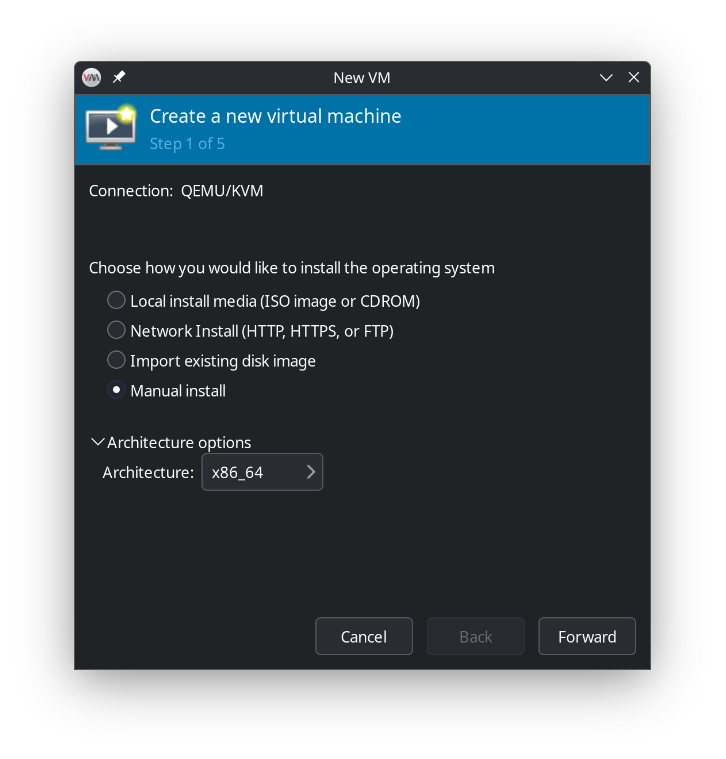 New VM
Create a new virtual machine
Step 1 of 5
Connection: QEMU/KVM
Choose how you would like to install the operating system
Local install media (ISO image or CDROM)
Network Install (HTTP, HTTPS, or FTP)
Import existing disk image
Manual install
Architecture options
Architecture: x86_64
Cancel Back Forward